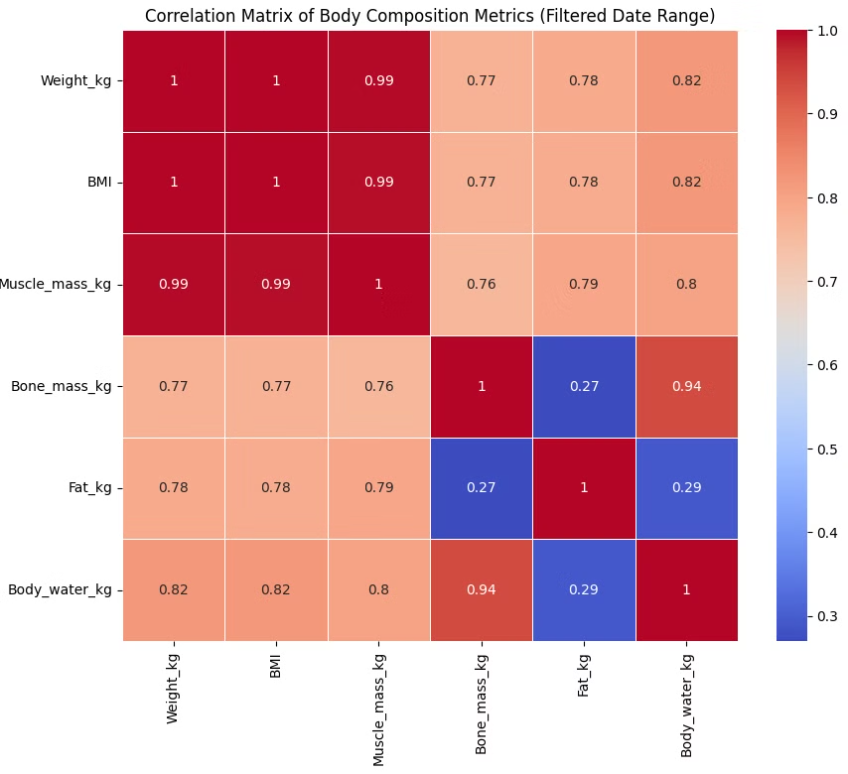 Correlation Matrix of Body Composition Metrics (Filtered Date Range)
Weight_kg 1 1 0.99 0.77 0.78 0.82
BMI 1 1 0.99 0.77 0.78 0.82
Muscle_mass_kg 0.99 0.99 1 0.76 0.79 0.8
Bone_mass_kg 0.77 0.77 0.76 1 0.27 0.94
Fat_kg 0.78 0.78 0.79 0.27 1 0.29
Body_water_kg 0.82 0.82 0.8 0.94 0.29 1
Weight_kg
BMI
Muscle_mass_kg
Bone_mass_kg
Fat_kg
Body_water_kg
1.0
0.9
0.8
0.7
0.6
0.5
0.4
0.3